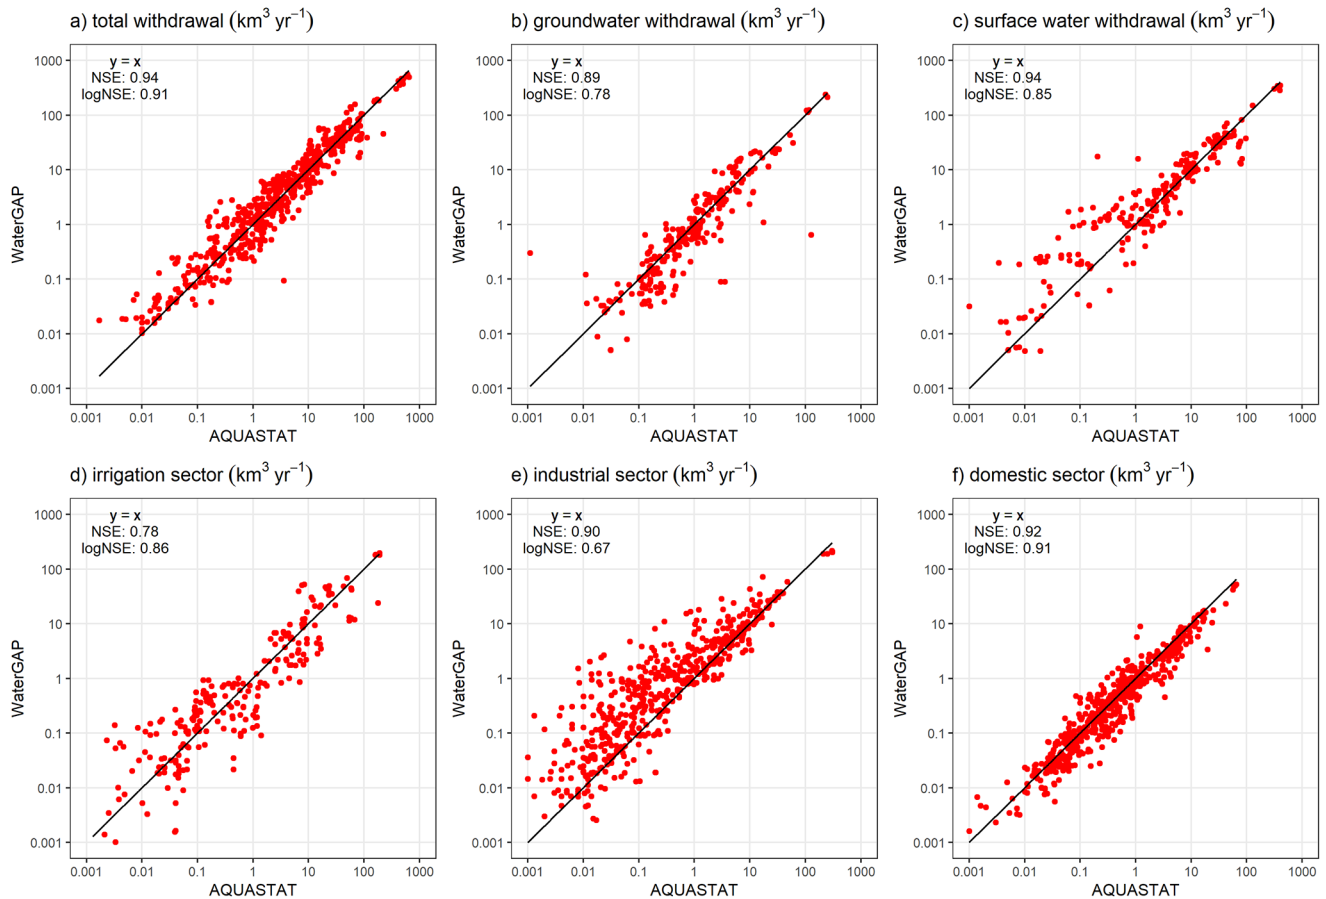 a) total withdrawal (km³ yr⁻¹)
y = x
NSE: 0.94
logNSE: 0.91
1000
100
10
1
0.1
0.01
0.001
WaterGAP
0.001 0.01 0.1 1 10 100 1000
AQUASTAT
b) groundwater withdrawal (km³ yr⁻¹)
y = x
NSE: 0.89
logNSE: 0.78
1000
100
10
1
0.1
0.01
0.001
WaterGAP
0.001 0.01 0.1 1 10 100 1000
AQUASTAT
c) surface water withdrawal (km³ yr⁻¹)
y = x
NSE: 0.94
logNSE: 0.85
1000
100
10
1
0.1
0.01
0.001
WaterGAP
0.001 0.01 0.1 1 10 100 1000
AQUASTAT
d) irrigation sector (km³ yr⁻¹)
y = x
NSE: 0.78
logNSE: 0.86
1000
100
10
1
0.1
0.01
0.001
WaterGAP
0.001 0.01 0.1 1 10 100 1000
AQUASTAT
e) industrial sector (km³ yr⁻¹)
y = x
NSE: 0.90
logNSE: 0.67
1000
100
10
1
0.1
0.01
0.001
WaterGAP
0.001 0.01 0.1 1 10 100 1000
AQUASTAT
f) domestic sector (km³ yr⁻¹)
y = x
NSE: 0.92
logNSE: 0.91
1000
100
10
1
0.1
0.01
0.001
WaterGAP
0.001 0.01 0.1 1 10 100 1000
AQUASTAT